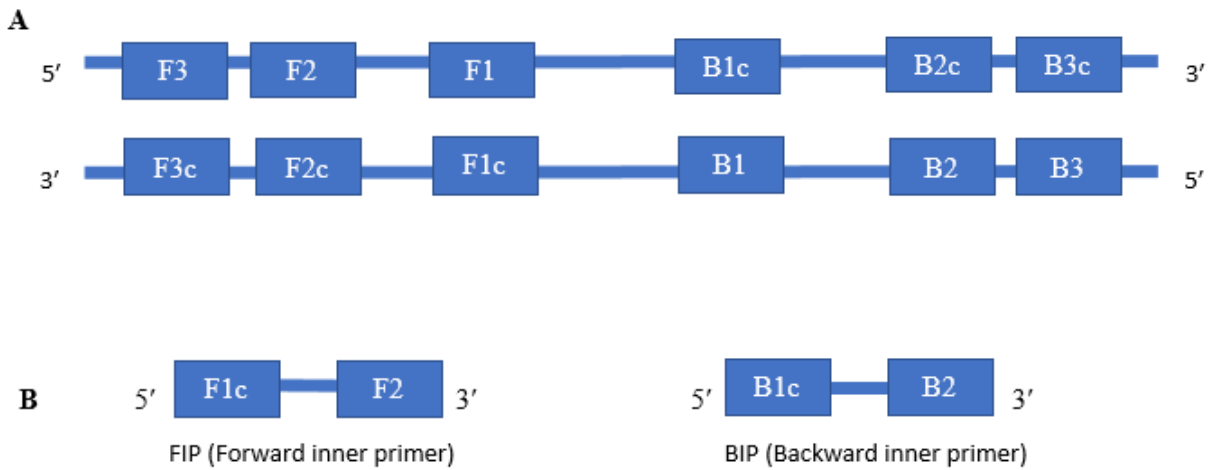 A
5′ F3 F2 F1 B1c B2c B3c 3′
3′ F3c F2c F1c B1 B2 B3 5′
B 5′ F1c F2 3′ 5′ B1c B2 3′
FIP (Forward inner primer) BIP (Backward inner primer)